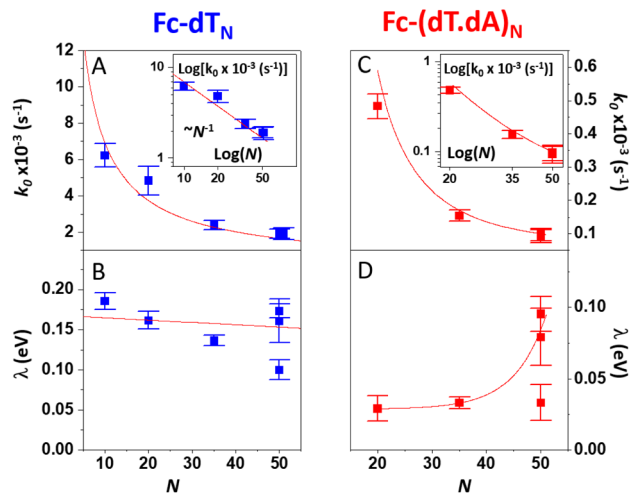 Fc-dT_N
Fc-(dT.dA)_N
A
Log[k₀ x 10⁻³ (s⁻¹)]
10
1
~N⁻¹
10 20 50
Log(N)
k₀ x10⁻³ (s⁻¹)
12
10
8
6
4
2
C
Log[k₀ x 10⁻³ (s⁻¹)]
1
0.1
Log(N)
20 35 50
0.6
0.5
0.4
0.3
0.2
0.1
k₀ x10⁻³ (s⁻¹)
B
λ (eV)
0.20
0.15
0.10
0.05
0.00
10 20 30 40 50
N
D
0.10
0.05
0.00
λ (eV)
20 30 40 50
N